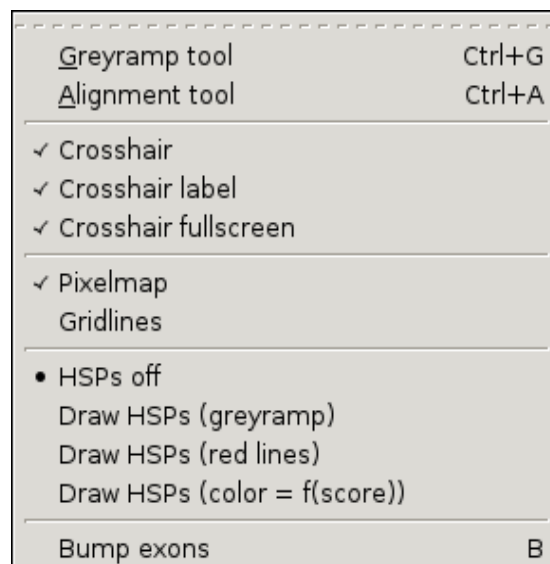 Greyramp tool Ctrl+G
Alignment tool Ctrl+A
Crosshair
Crosshair label
Crosshair fullscreen
Pixelmap
Gridlines
HSPs off
Draw HSPs (greyramp)
Draw HSPs (red lines)
Draw HSPs (color = f(score))
Bump exons B